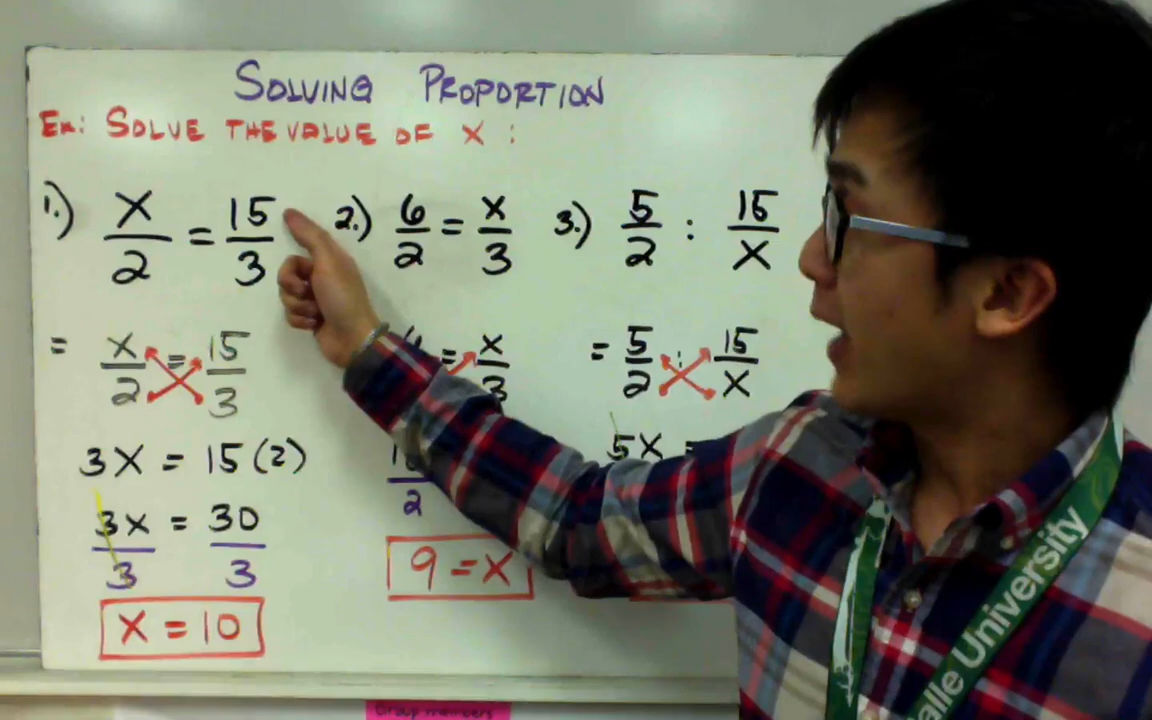 SOLVING PROPORTION
Ex: SOLVE THE VALUE OF X :
1.) X/2 = 15/3 2.) 6/2 = X/3 3.) 5/2 : 15/X
= X/2 = 15/3 = X/3 = 5/2 : 15/X
3X = 15(2) 5X =
3X/3 = 30/3 2
9 = X
X = 10
alle University
Group members